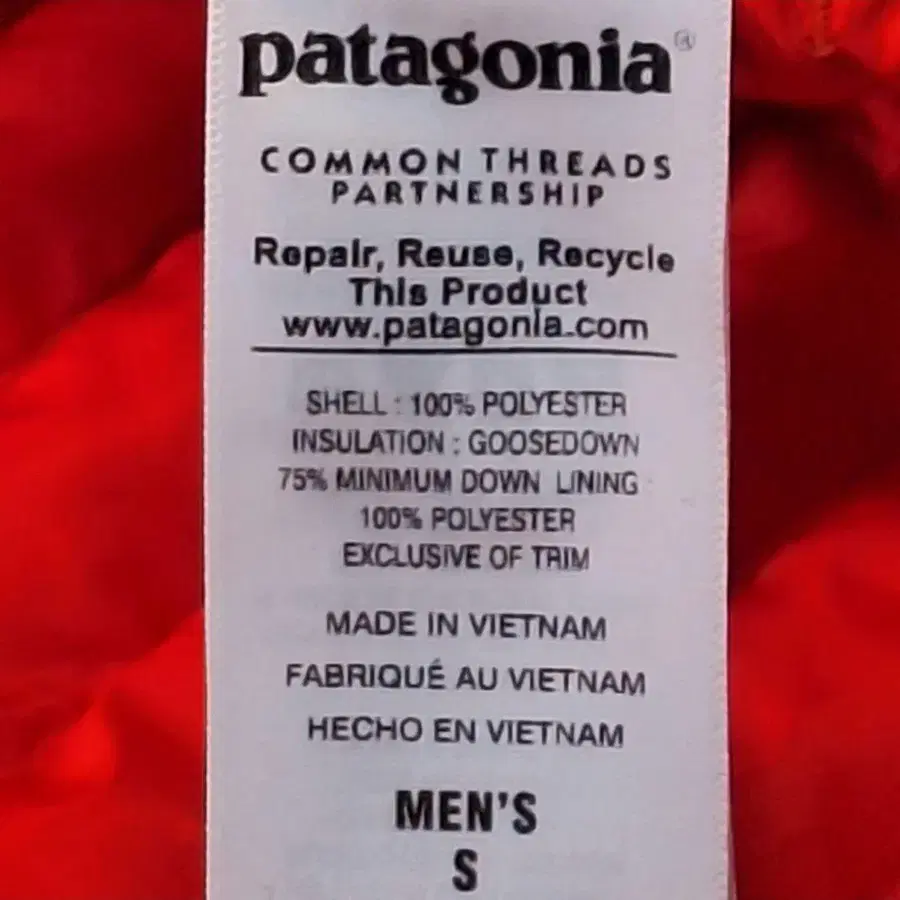 patagonia®
COMMON THREADS
PARTNERSHIP
Repair, Reuse, Recycle
This Product
www.patagonia.com
SHELL : 100% POLYESTER
INSULATION : GOOSEDOWN
75% MINIMUM DOWN LINING
100% POLYESTER
EXCLUSIVE OF TRIM
MADE IN VIETNAM
FABRIQUÉ AU VIETNAM
HECHO EN VIETNAM
MEN'S
S